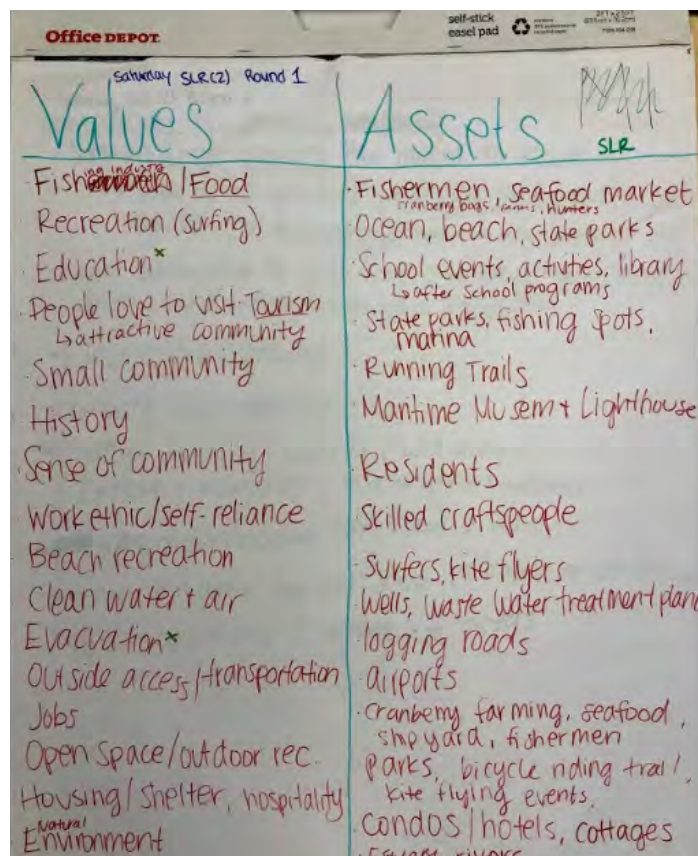 Office DEPOT.
self-stick
easel pad
Saturday SLR(2) Round 1
Values
Assets
SLR
Fishing industry / Food
Fishermen, seafood market
cranberry bogs, farms, hunters
Recreation (surfing)
Ocean, beach, state parks
Education x
School events, activities, library
↳ after school programs
People love to visit-Tourism
↳ attractive community
State parks, fishing spots,
marina
Small community
Running Trails
History
Maritime Musem + Lighthouse
Sense of community
Residents
Work ethic/self-reliance
Skilled craftspeople
Beach recreation
Surfers, kite flyers
Clean water + air
Wells, waste water treatment plan
Evacuation x
logging roads
Outside access/transportation
airports
Jobs
Cranberry farming, seafood,
shipyard, fishermen
Open space/outdoor rec.
Parks, bicycle riding trail,
kite flying events,
Housing/shelter, hospitality
Condos/hotels, cottages
Natural
Environment